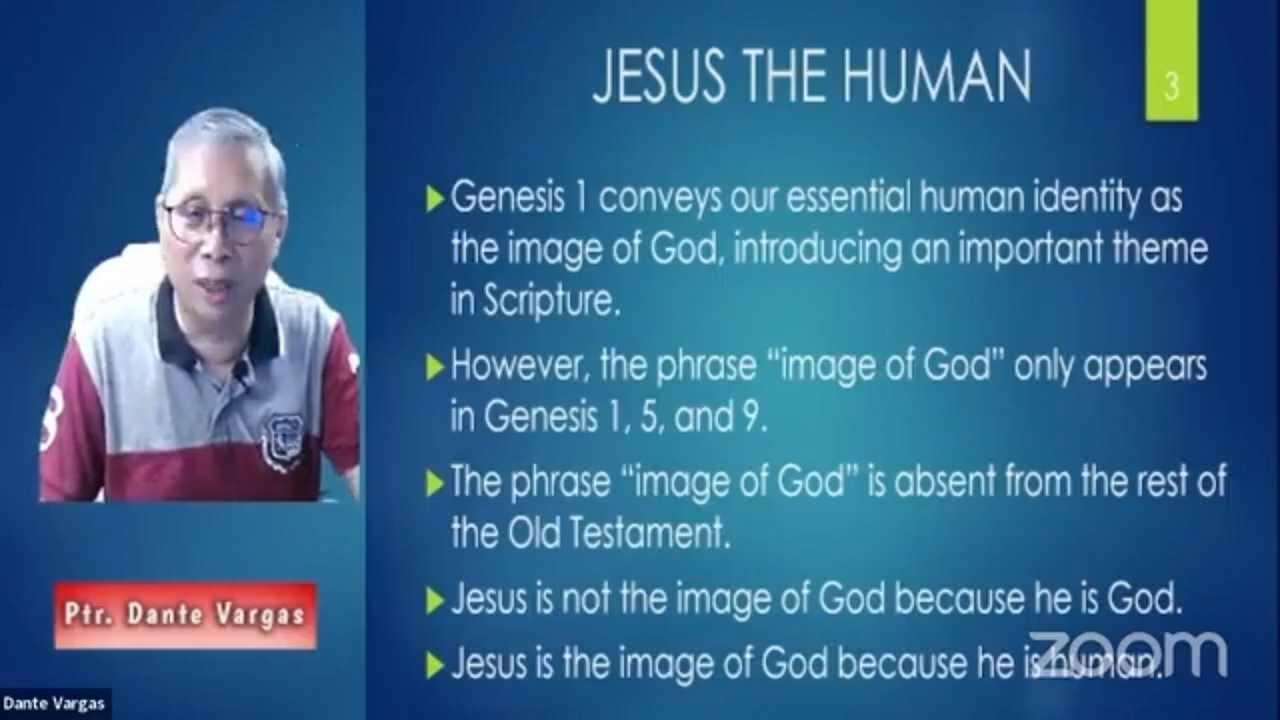 JESUS THE HUMAN
3
Genesis 1 conveys our essential human identity as
the image of God, introducing an important theme
in Scripture.
However, the phrase “image of God” only appears
in Genesis 1, 5, and 9.
The phrase “image of God” is absent from the rest of
the Old Testament.
Jesus is not the image of God because he is God.
Jesus is the image of God because he is human.
zoom
Ptr. Dante Vargas
Dante Vargas